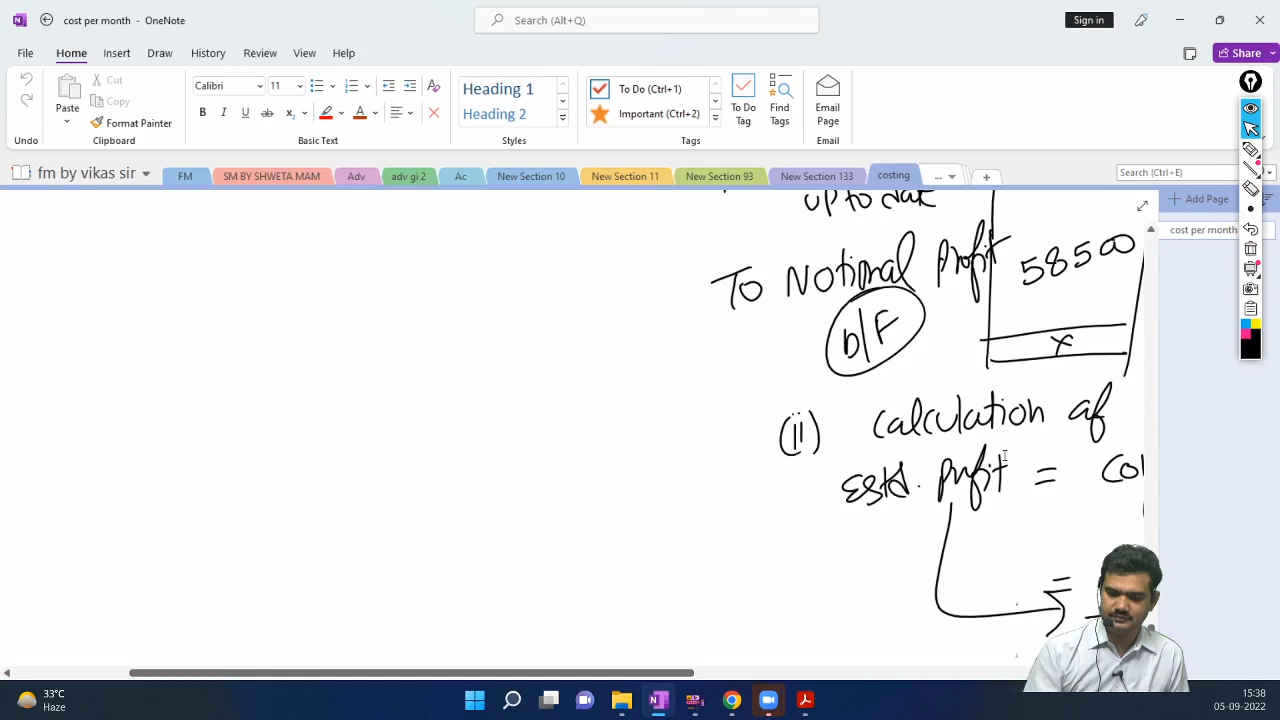 cost per month - OneNote
Search (Alt+Q)
Sign in
File Home Insert Draw History Review View Help
Share
Paste
Cut
Copy
Format Painter
Calibri 11
B I U ab x₂ A
Heading 1
Heading 2
To Do (Ctrl+1)
Important (Ctrl+2)
To Do Tag
Find Tags
Email Page
Undo Clipboard Basic Text Styles Tags Email
fm by vikas sir
FM SM BY SHWETA MAM Adv adv gi 2 Ac New Section 10 New Section 11 New Section 93 New Section 133 costing ... +
Search (Ctrl+E)
Add Page
cost per month
up to date
To Notional Profit 58500
b/F
x
(ii) Calculation of
Estd. Profit = Co
=
33°C
Haze
15:38
05-09-2022